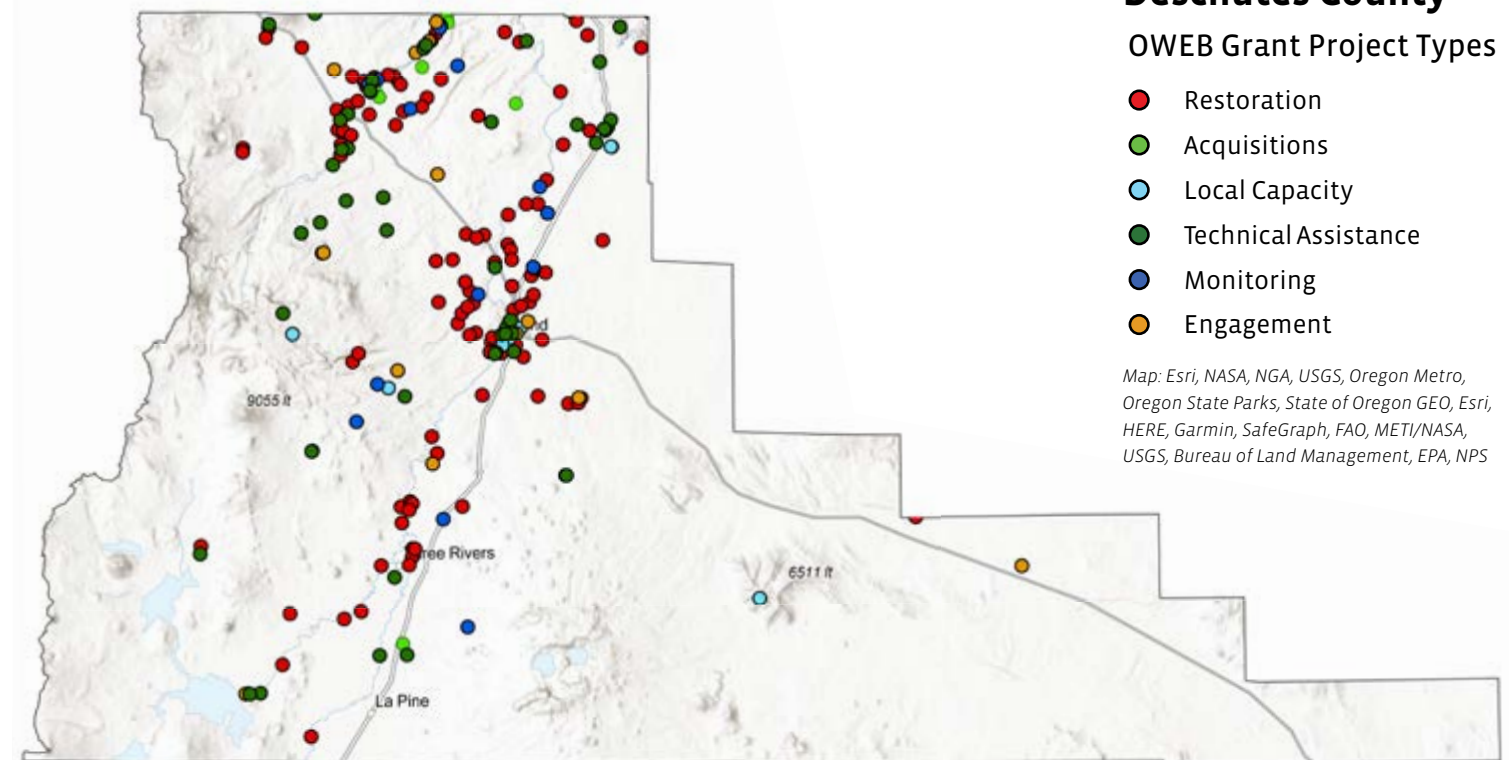 Deschutes County
OWEB Grant Project Types
Restoration
Acquisitions
Local Capacity
Technical Assistance
Monitoring
Engagement
Map: Esri, NASA, NGA, USGS, Oregon Metro,
Oregon State Parks, State of Oregon GEO, Esri,
HERE, Garmin, SafeGraph, FAO, METI/NASA,
USGS, Bureau of Land Management, EPA, NPS
9055 ft
ree Rivers
6511 ft
La Pine